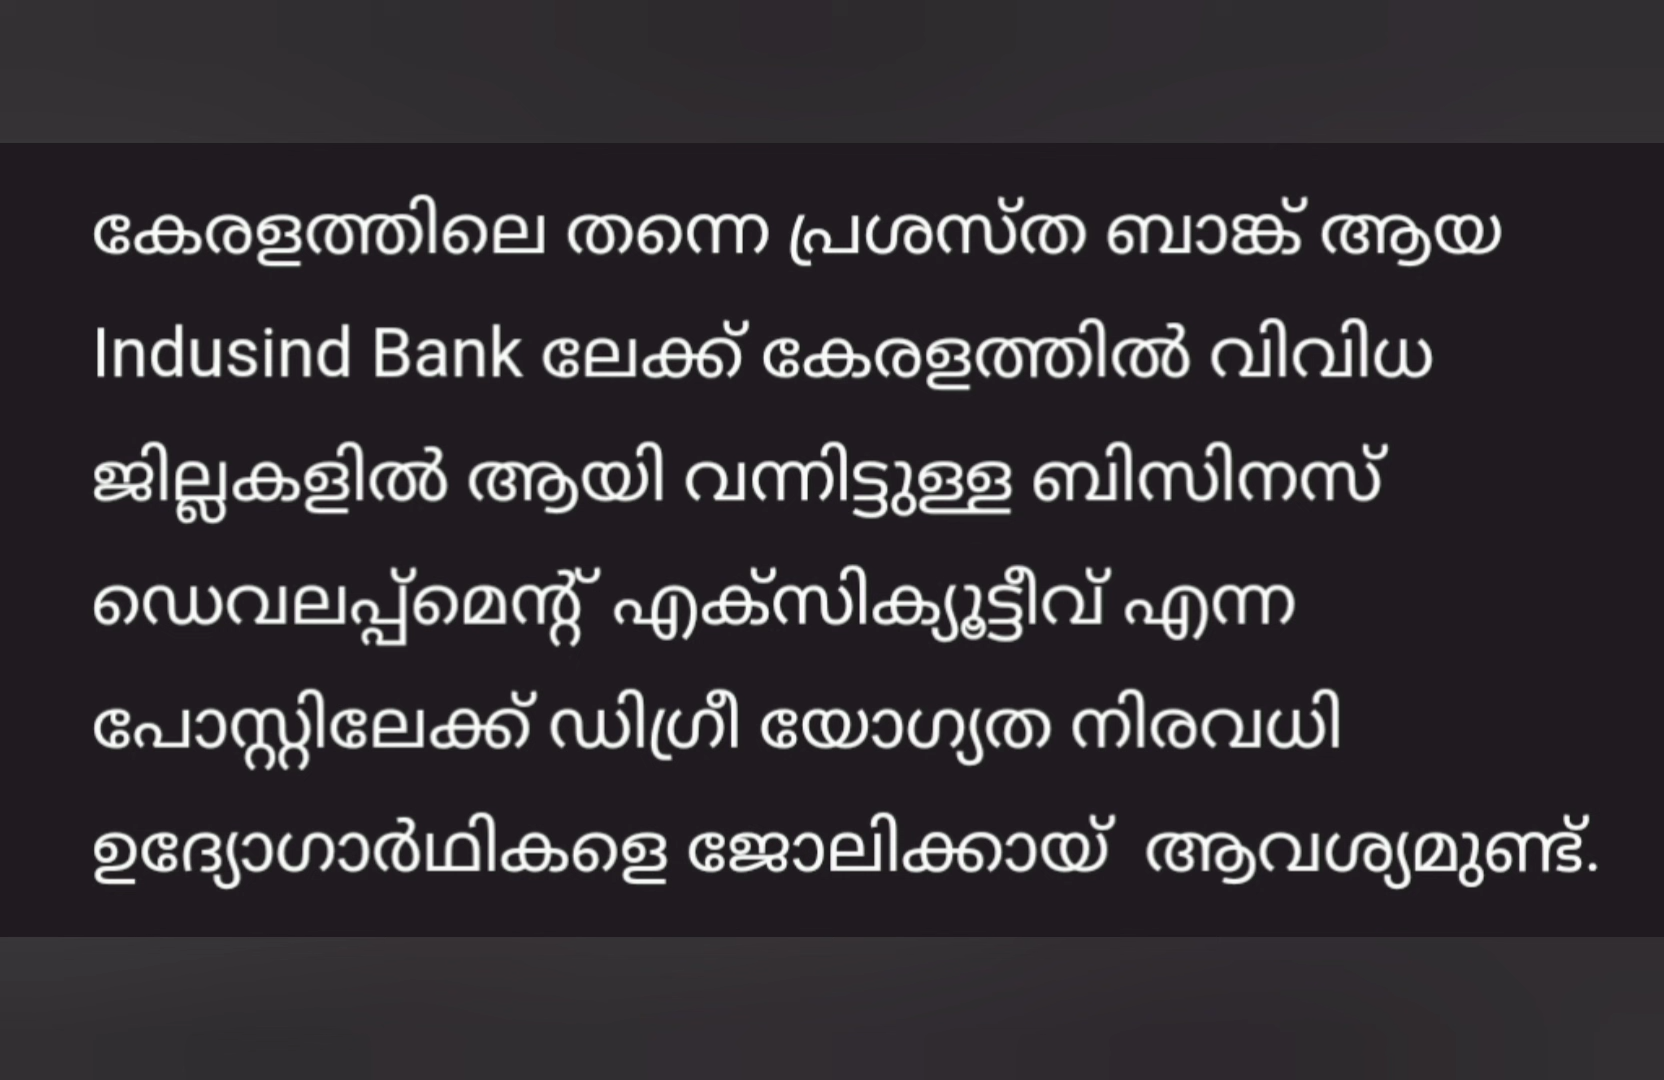 കേരളത്തിലെ തന്നെ പ്രശസ്ത ബാങ്ക് ആയ
Indusind Bank ലേക്ക് കേരളത്തിൽ വിവിധ
ജില്ലകളിൽ ആയി വന്നിട്ടുള്ള ബിസിനസ്
ഡെവലപ്പ്മെന്റ് എക്സിക്യൂട്ടീവ് എന്ന
പോസ്റ്റിലേക്ക് ഡിഗ്രീ യോഗ്യത നിരവധി
ഉദ്യോഗാർഥികളെ ജോലിക്കായ്  ആവശ്യമുണ്ട്.